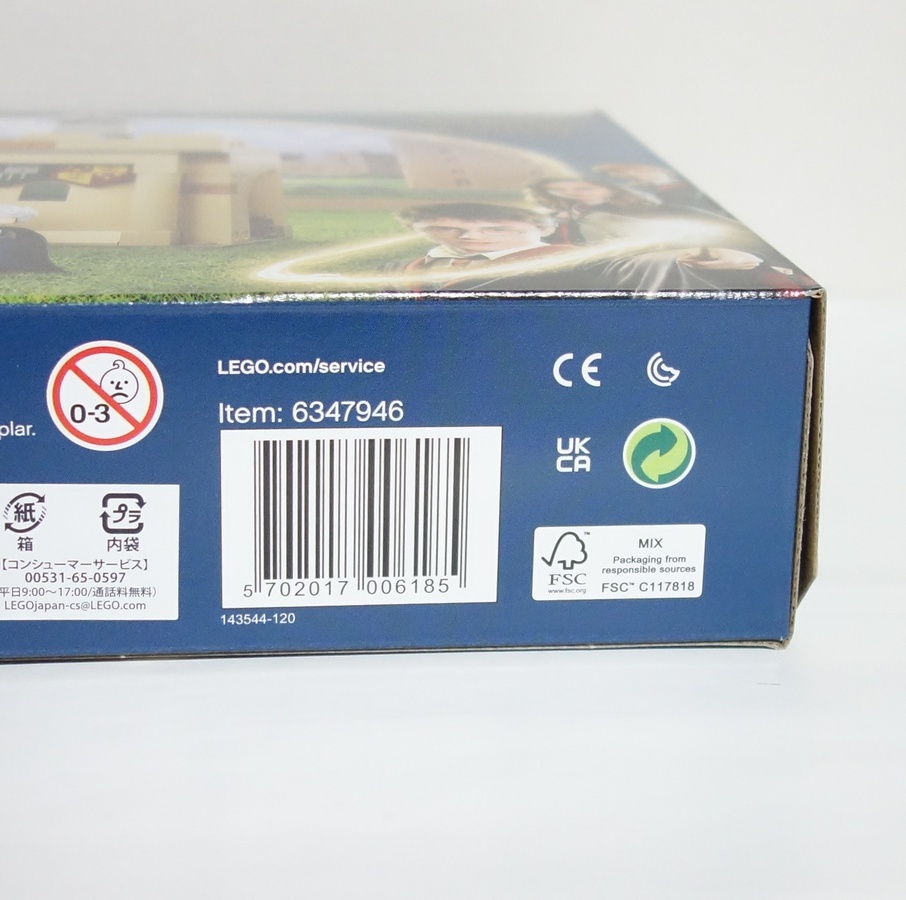 LEGO.com/service
CE
0-3
Item: 6347946
plar.
UK
CA
5 702017 006185
143544-120
紙
プラ
箱
内袋
【コンシューマーサービス】
00531-65-0597
平日9:00〜17:00/通話料無料)
LEGOjapan-cs@LEGO.com
FSC™
www.fsc.org
MIX
Packaging from
responsible sources
FSC™ C117818